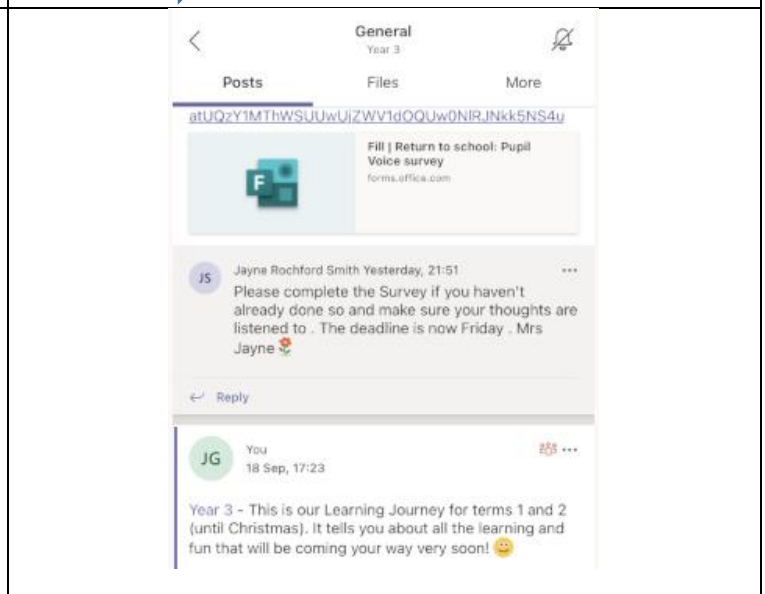 General
Year 3
Posts Files More
Fill | Return to school: Pupil
Voice survey
forms.office.com
JS
Jayne Rochford Smith Yesterday, 21:51
Please complete the Survey if you haven't
already done so and make sure your thoughts are
listened to . The deadline is now Friday . Mrs
Jayne 🌹
Reply
JG
You
18 Sep, 17:23
Year 3 - This is our Learning Journey for terms 1 and 2
(until Christmas). It tells you about all the learning and
fun that will be coming your way very soon! 😀